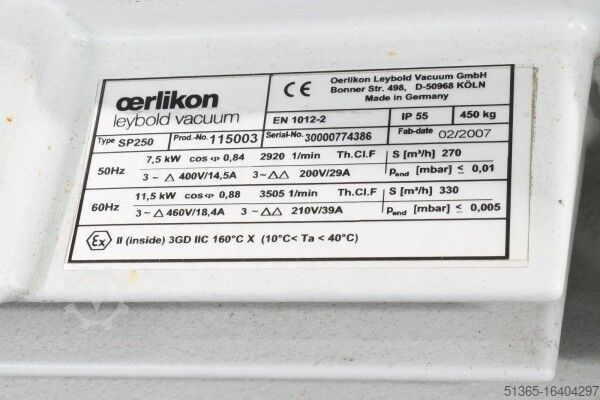 oerlikon
leybold vacuum
CE
Oerlikon Leybold Vacuum GmbH
Bonner Str. 498, D-50968 KÖLN
Made in Germany
EN 1012-2 IP 55 450 kg
Type SP250 Prod.-No. 115003 Serial-No. 30000774386 Fab-date 02/2007
50Hz 7,5 kW cos φ 0,84 2920 1/min Th.Cl.F S [m³/h] 270
3 ~ △ 400V/14,5A 3 ~ △△ 200V/29A Pend [mbar] ≤ 0,01
60Hz 11,5 kW cos φ 0,88 3505 1/min Th.Cl.F S [m³/h] 330
3 ~ △ 460V/18,4A 3 ~ △△ 210V/39A Pend [mbar] ≤ 0,005
Ex II (inside) 3GD IIC 160°C X (10°C< Ta < 40°C)
51365-16404297